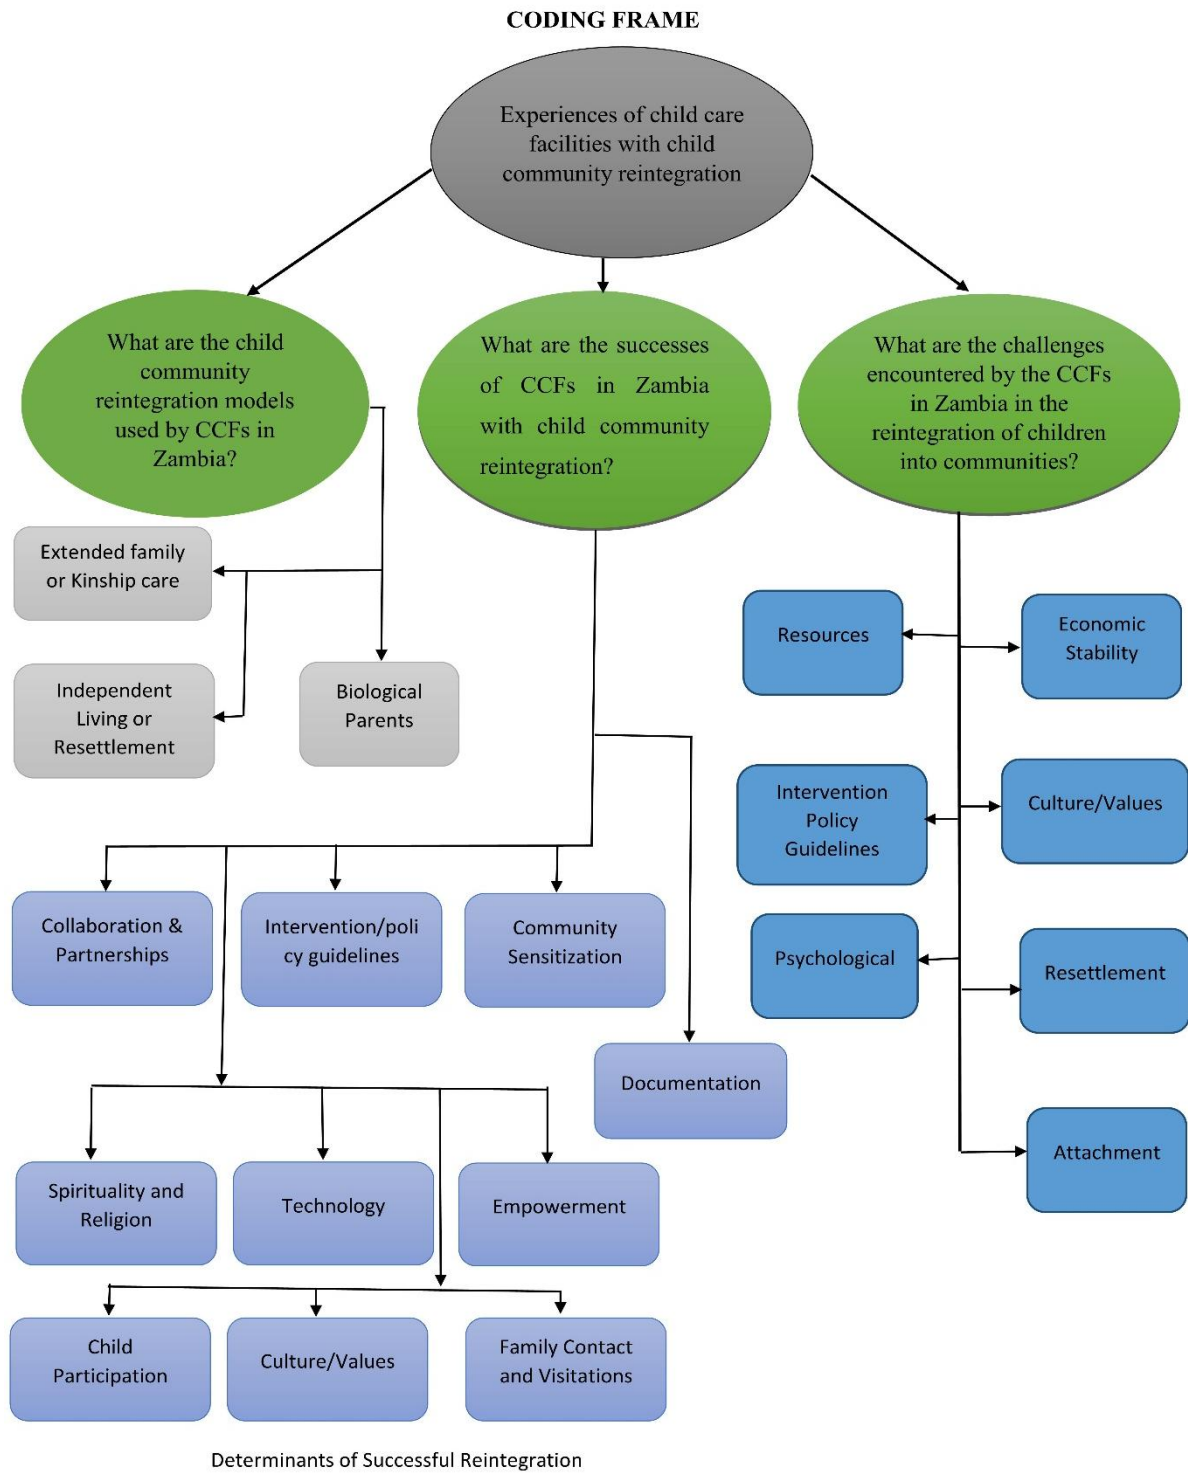 CODING FRAME
Experiences of child care
facilities with child
community reintegration
What are the child
community
reintegration models
used by CCFs in
Zambia?
What are the successes
of CCFs in Zambia
with child community
reintegration?
What are the challenges
encountered by the CCFs
in Zambia in the
reintegration of children
into communities?
Extended family
or Kinship care
Independent
Living or
Resettlement
Biological
Parents
Resources
Economic
Stability
Intervention
Policy
Guidelines
Culture/Values
Psychological
Resettlement
Attachment
Collaboration &
Partnerships
Intervention/poli
cy guidelines
Community
Sensitization
Documentation
Spirituality and
Religion
Technology
Empowerment
Child
Participation
Culture/Values
Family Contact
and Visitations
Determinants of Successful Reintegration